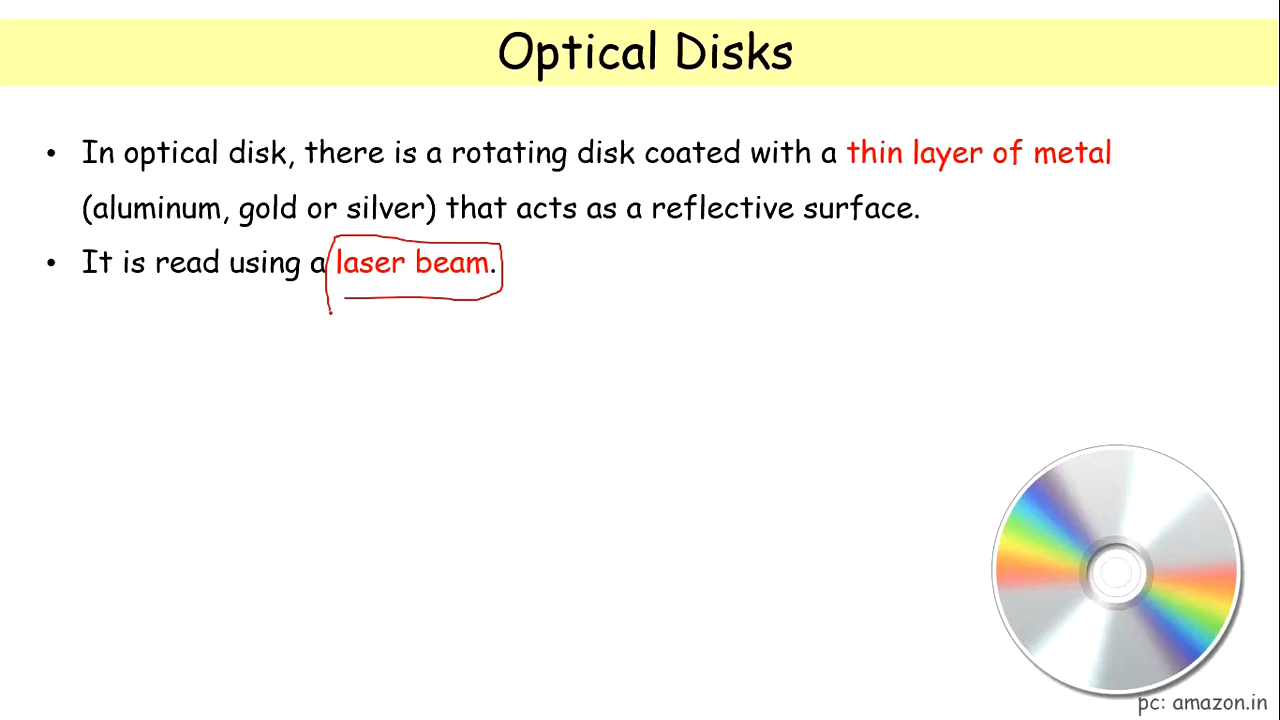 Optical Disks
• In optical disk, there is a rotating disk coated with a thin layer of metal
(aluminum, gold or silver) that acts as a reflective surface.
• It is read using a laser beam.
pc: amazon.in